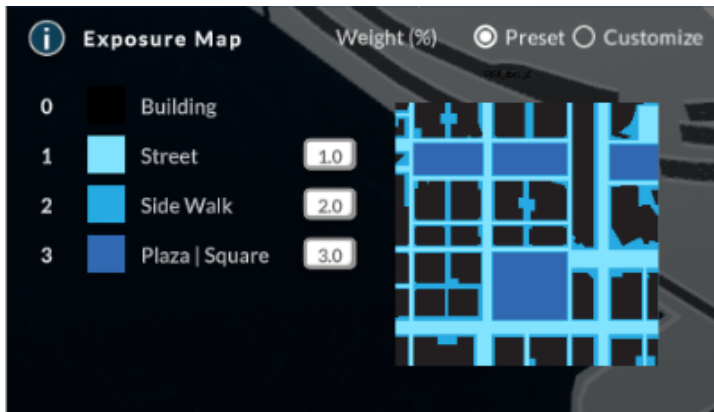 i Exposure Map Weight (%) Preset Customize
0 Building
1 Street 1.0
2 Side Walk 2.0
3 Plaza | Square 3.0